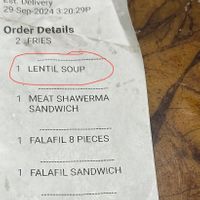 Est. Delivery
29-Sep-2024 3:20:29P
Order Details
2 FRIES
1 LENTIL SOUP
1 MEAT SHAWERMA
SANDWICH
1 FALAFIL 8 PIECES
1 FALAFIL SANDWICH